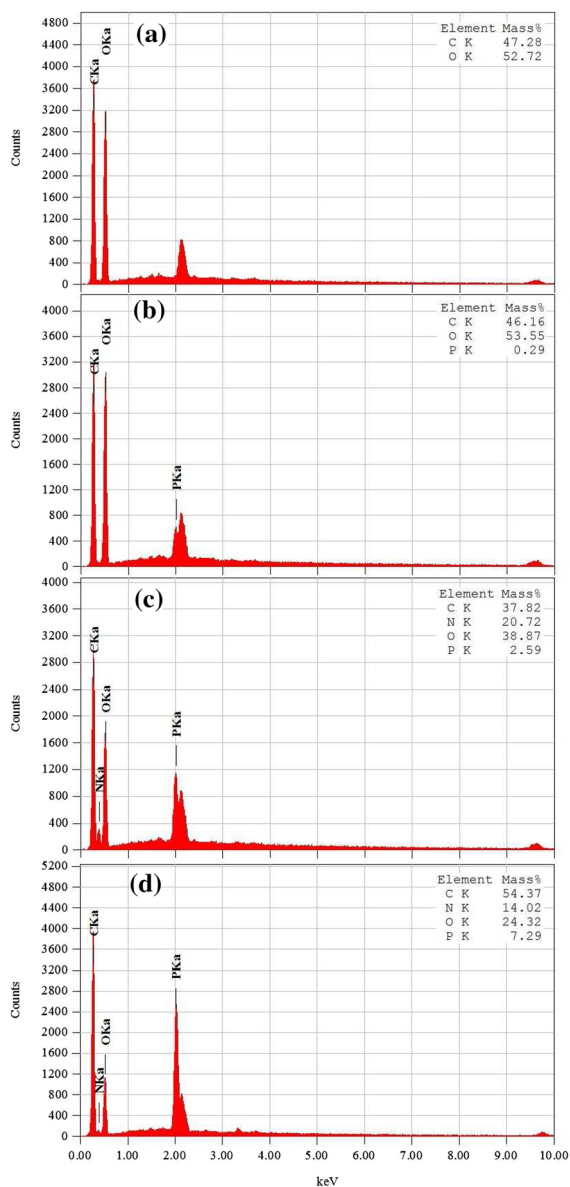 (a)
Element Mass%
C K 47.28
O K 52.72
CKa
OKa
4800
4400
4000
3600
3200
2800
2400
2000
1600
1200
800
400
0
Counts
(b)
Element Mass%
C K 46.16
O K 53.55
P K 0.29
CKa
OKa
PKa
4000
3600
3200
2800
2400
2000
1600
1200
800
400
0
Counts
(c)
Element Mass%
C K 37.82
N K 20.72
O K 38.87
P K 2.59
CKa
NKa
OKa
PKa
4000
3600
3200
2800
2400
2000
1600
1200
800
400
0
Counts
(d)
Element Mass%
C K 54.37
N K 14.02
O K 24.32
P K 7.29
CKa
NKa
OKa
PKa
5200
4800
4400
4000
3600
3200
2800
2400
2000
1600
1200
800
400
0
Counts
0.00 1.00 2.00 3.00 4.00 5.00 6.00 7.00 8.00 9.00 10.00
keV